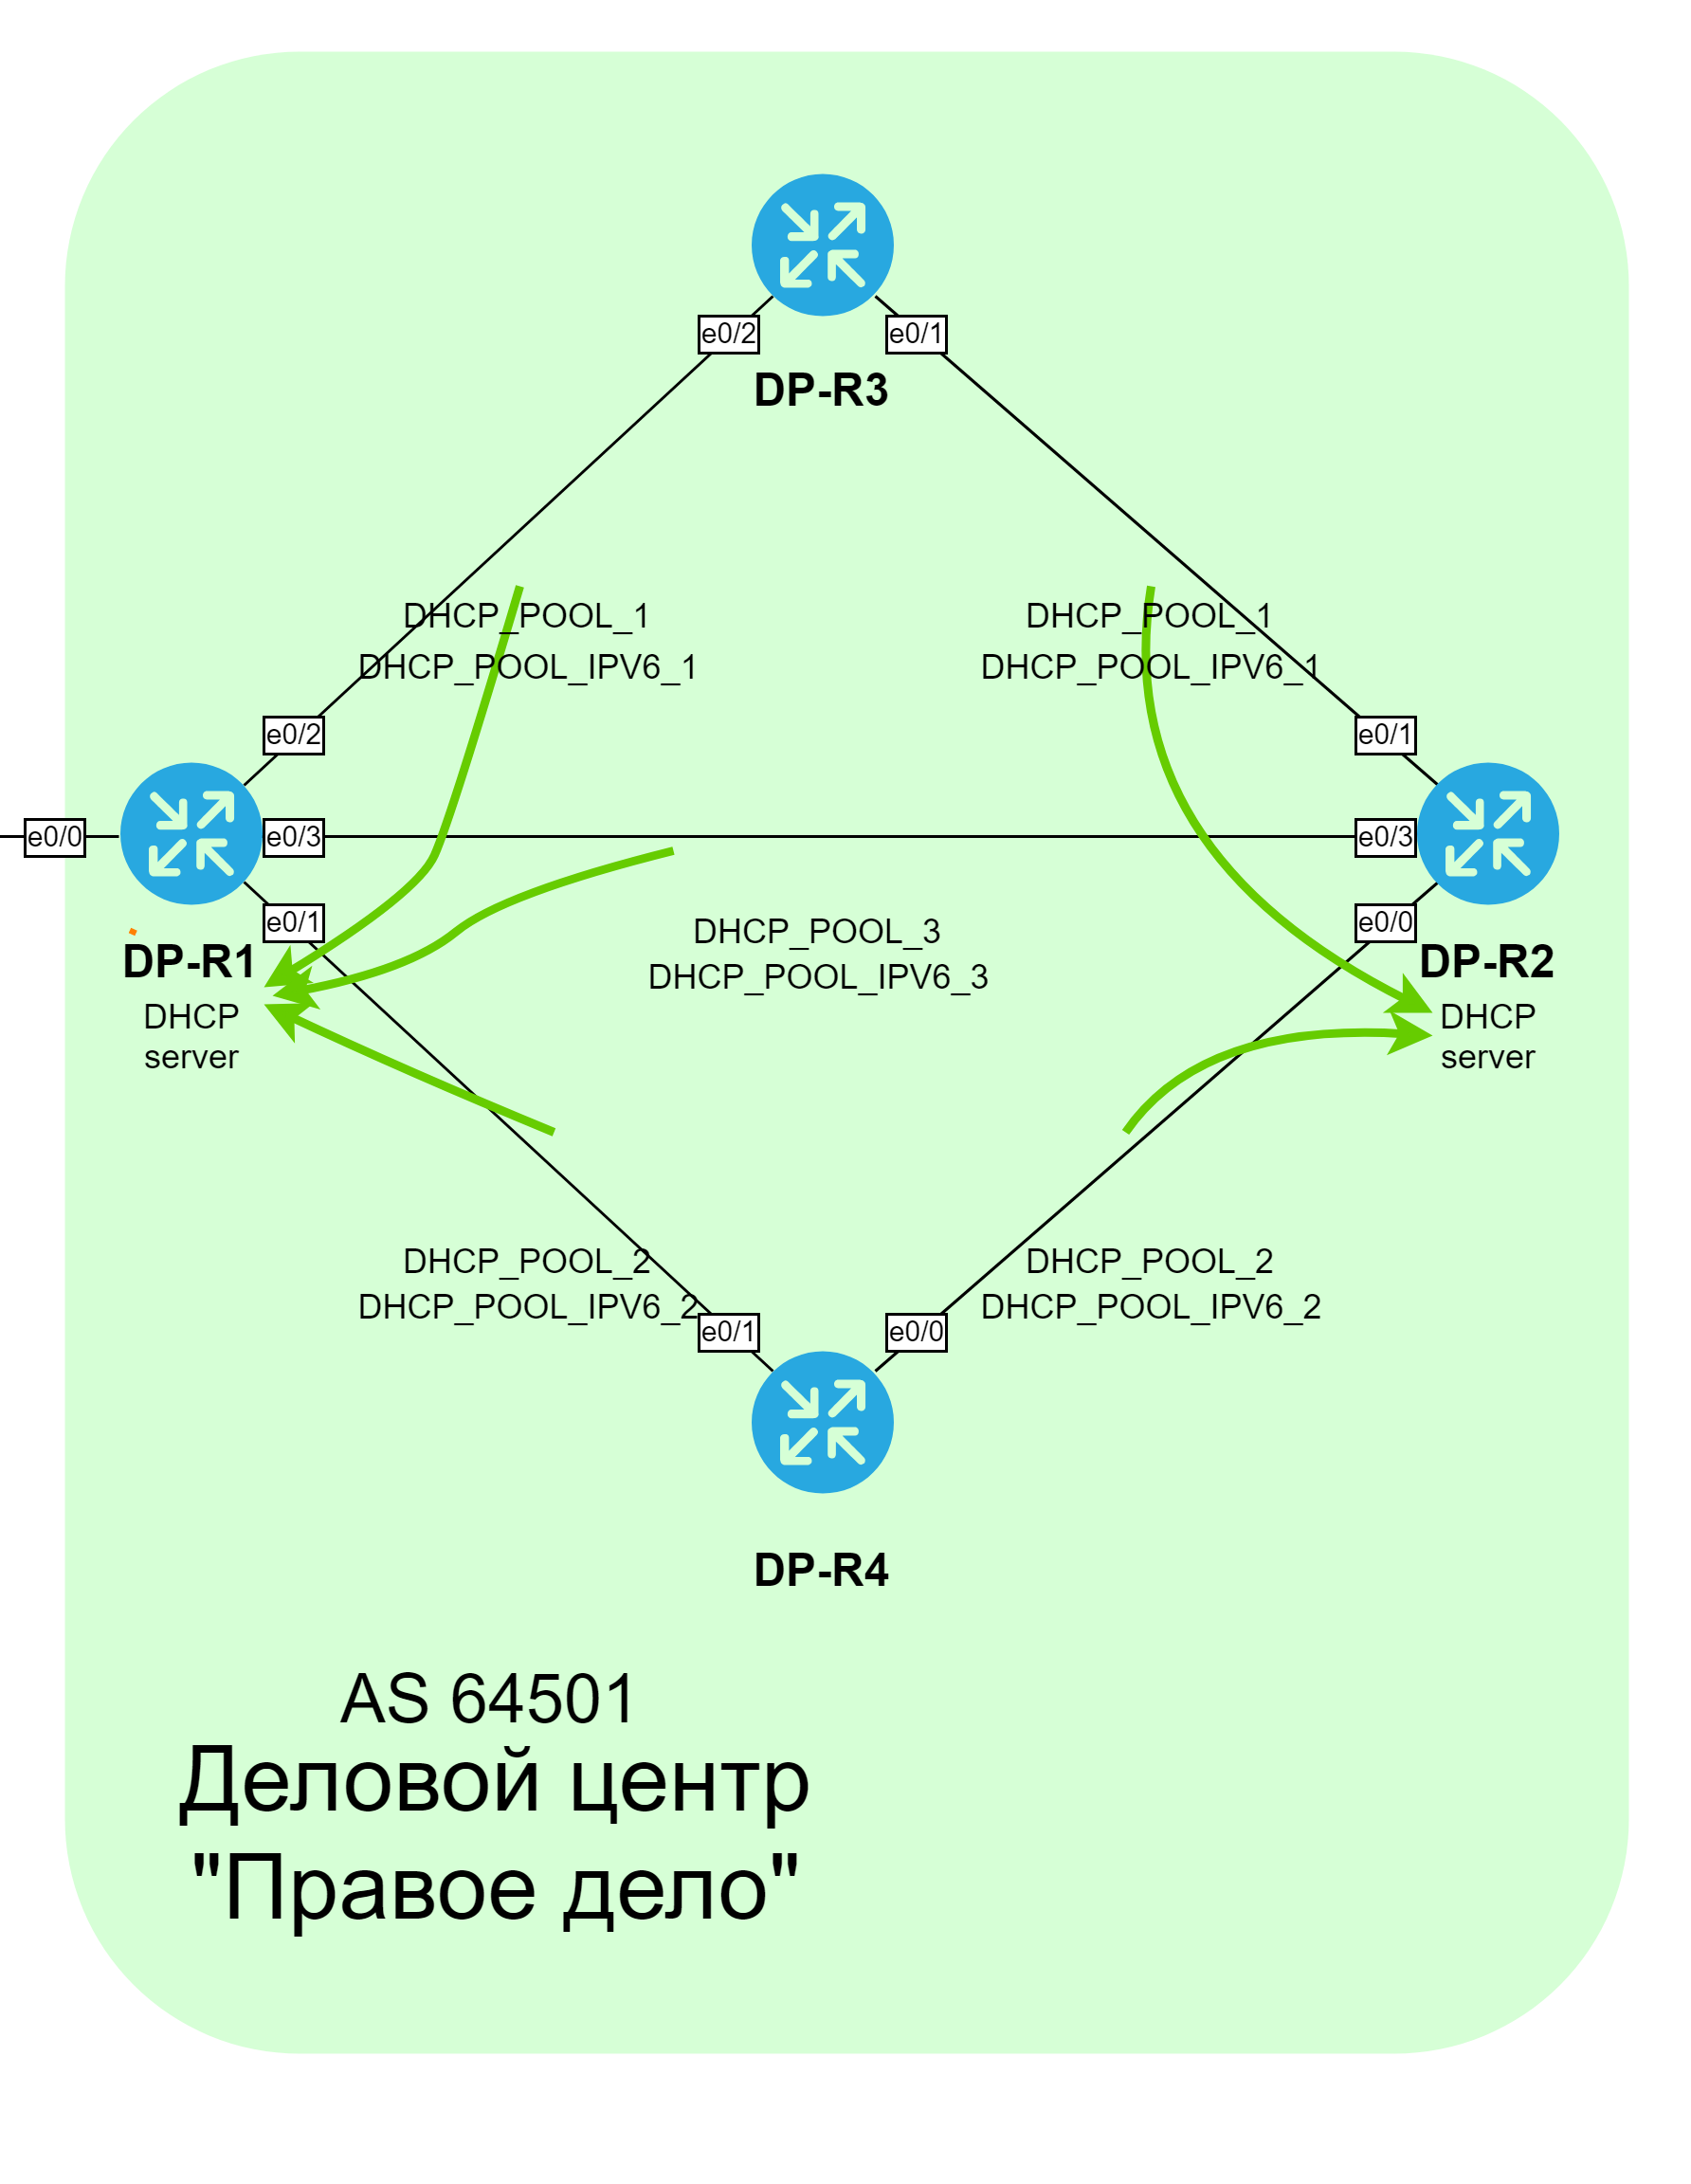 e0/2
e0/1
DP-R3
DHCP_POOL_1
DHCP_POOL_IPV6_1
DHCP_POOL_1
DHCP_POOL_IPV6_1
e0/2
e0/1
e0/0
e0/3
e0/3
e0/1
e0/0
DP-R1
DHCP
server
DHCP_POOL_3
DHCP_POOL_IPV6_3
DP-R2
DHCP
server
DHCP_POOL_2
DHCP_POOL_IPV6_2
DHCP_POOL_2
DHCP_POOL_IPV6_2
e0/1
e0/0
DP-R4
AS 64501
Деловой центр
"Правое дело"